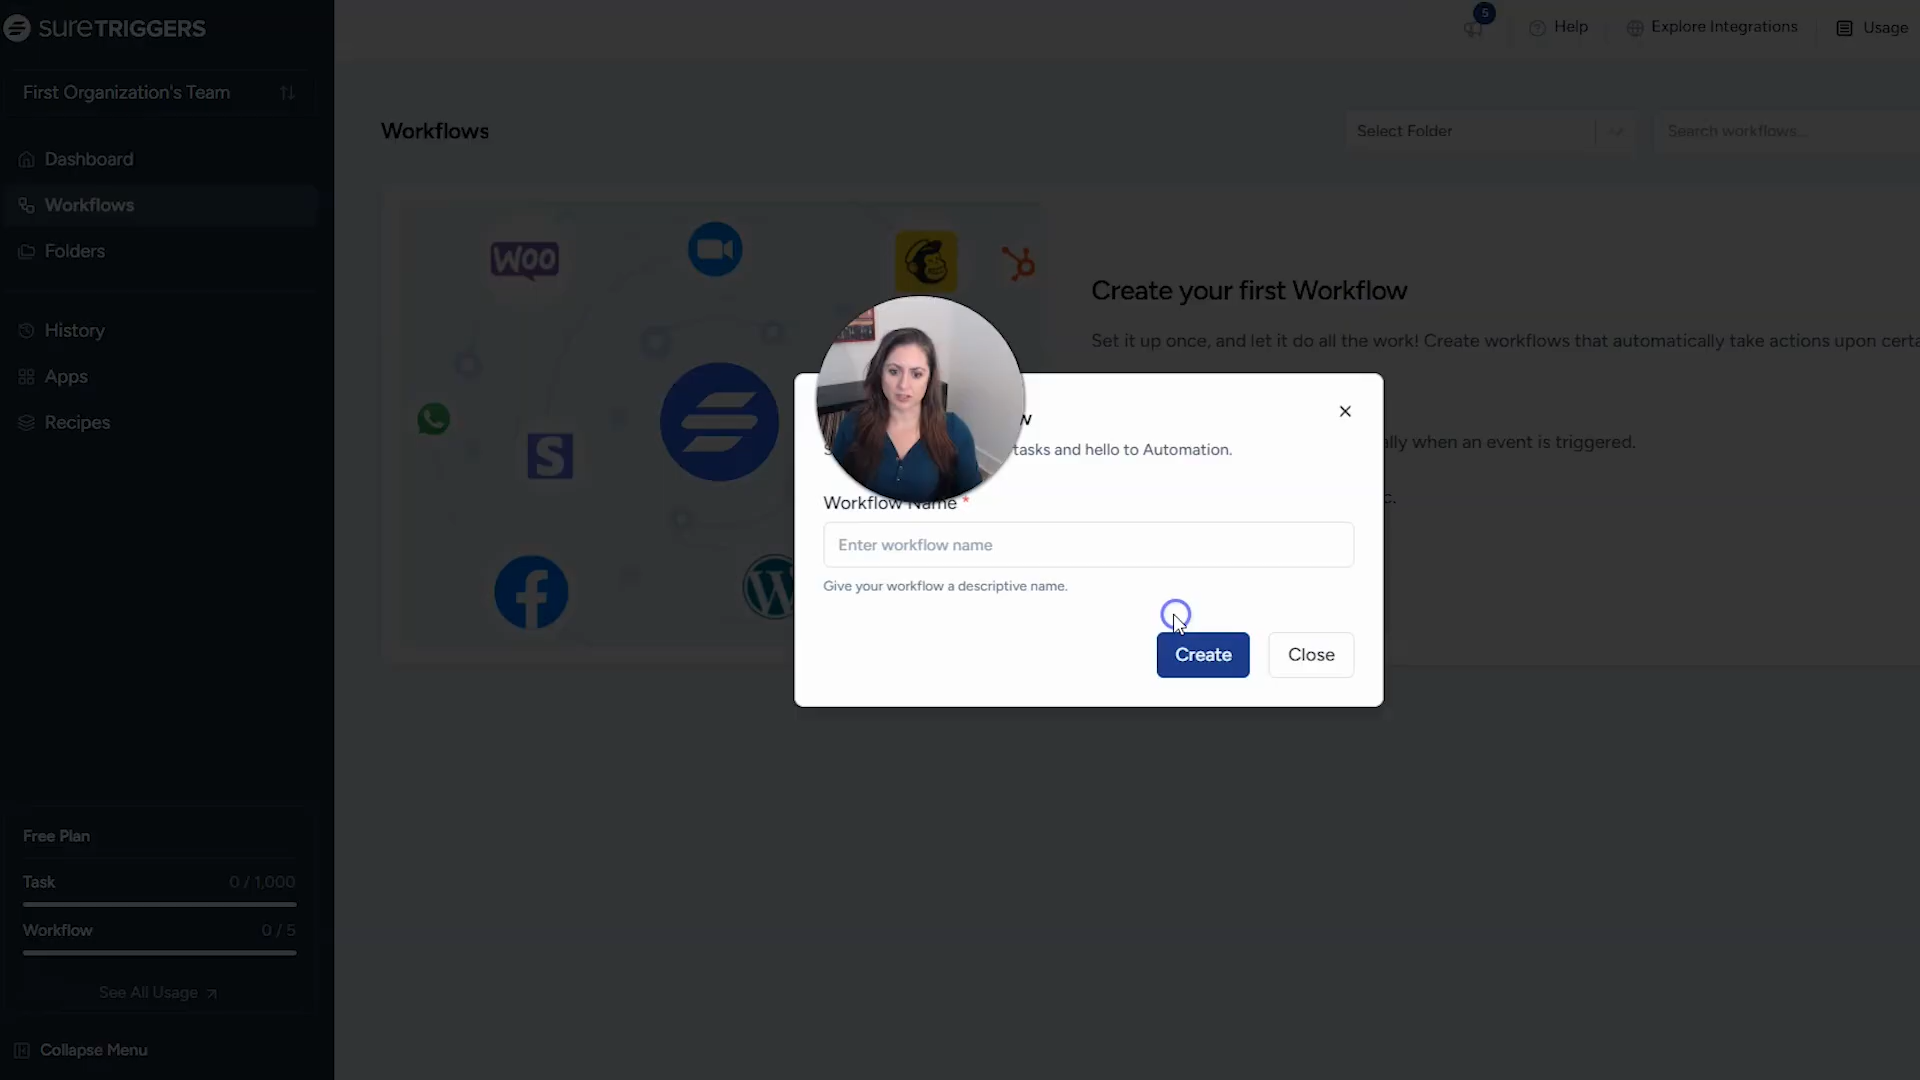 sureTRIGGERS
First Organization's Team
Dashboard
Workflows
Folders
History
Apps
Recipes
Free Plan
Task 0 / 1,000
Workflow 0 / 5
See All Usage
Collapse Menu
5
Help
Explore Integrations
Usage
Workflows
Select Folder
Search workflows...
WOO
S
Create your first Workflow
Set it up once, and let it do all the work! Create workflows that automatically take actions upon certa
lly when an event is triggered.
c.
w
S tasks and hello to Automation.
Workflow Name *
Enter workflow name
Give your workflow a descriptive name.
Create
Close